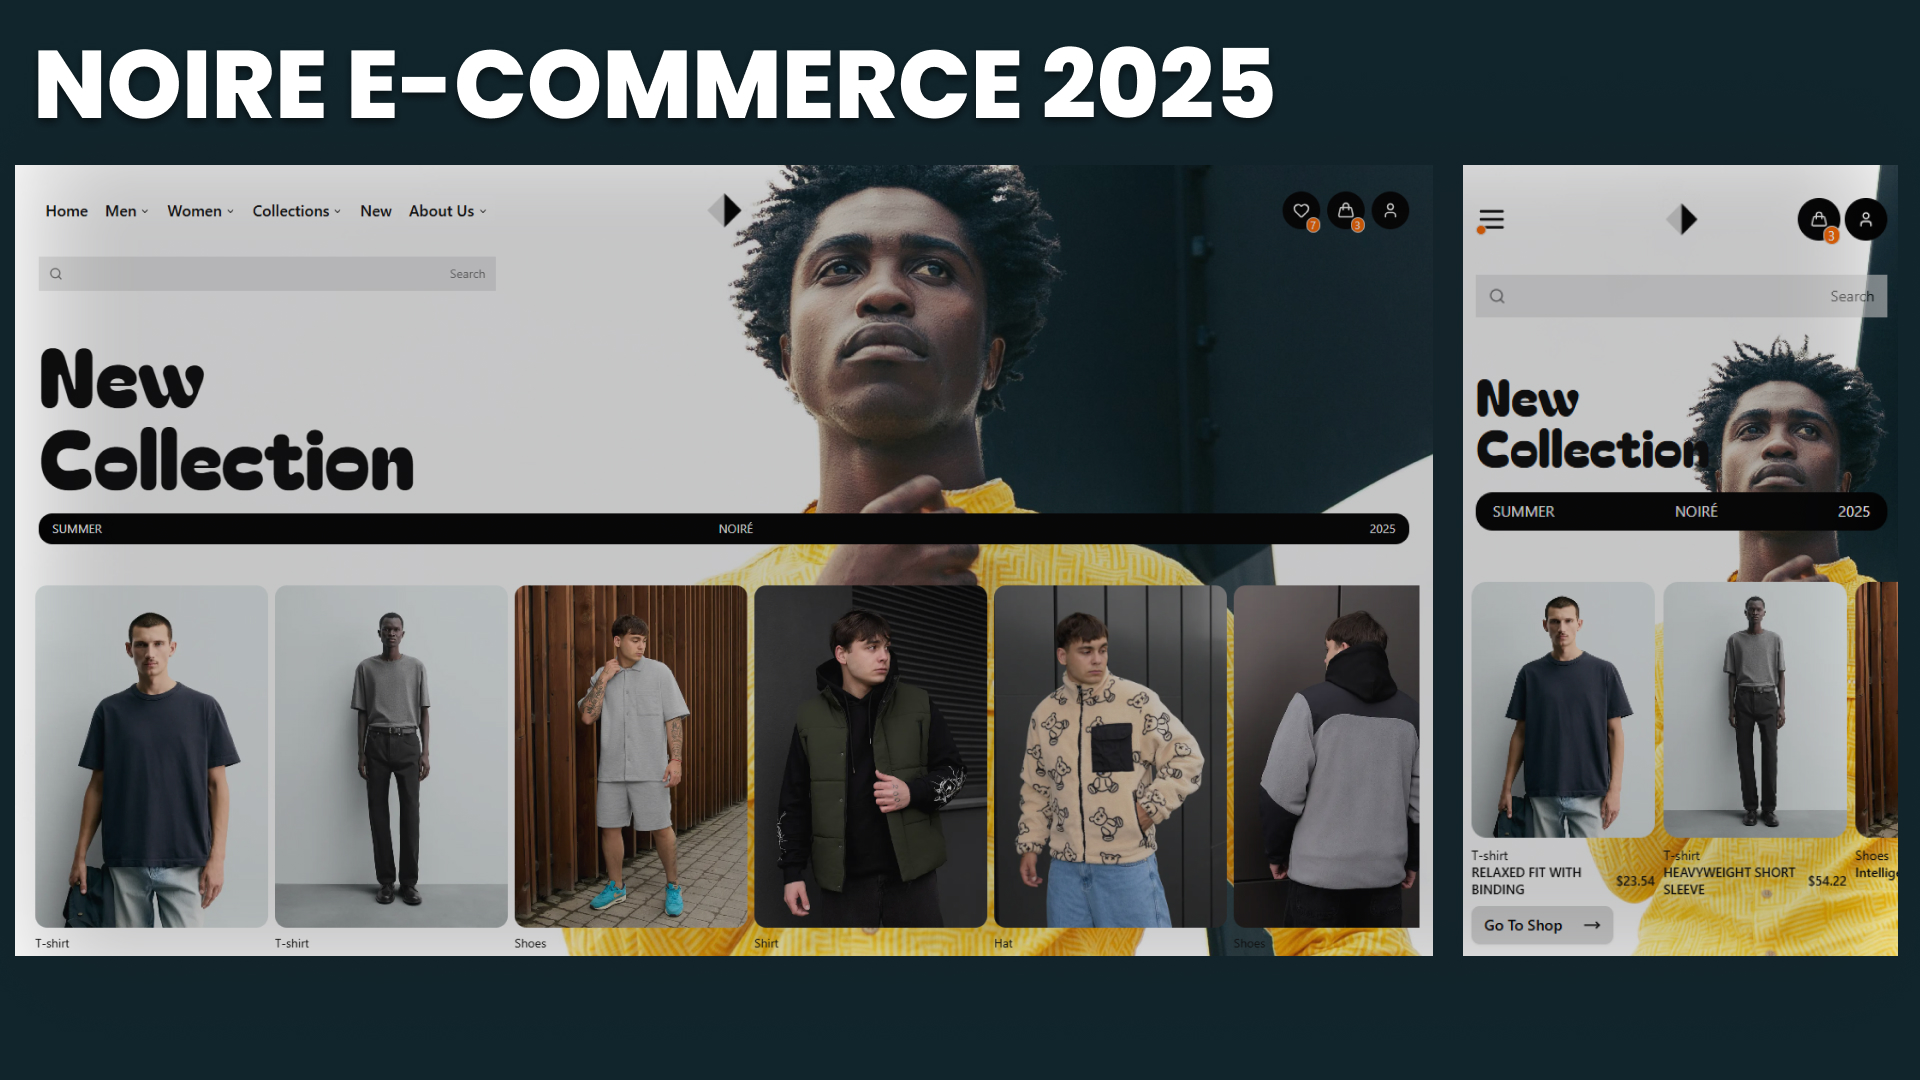 NOIRE E-COMMERCE 2025
Home Men Women Collections New About Us
7 3
Search
New
Collection
SUMMER NOIRÉ 2025
T-shirt T-shirt Shoes Shirt Hat Shoes
3
Search
New
Collection
SUMMER NOIRÉ 2025
T-shirt T-shirt Shoes
RELAXED FIT WITH BINDING $23.54
HEAVYWEIGHT SHORT SLEEVE $54.22
Intellige
Go To Shop →